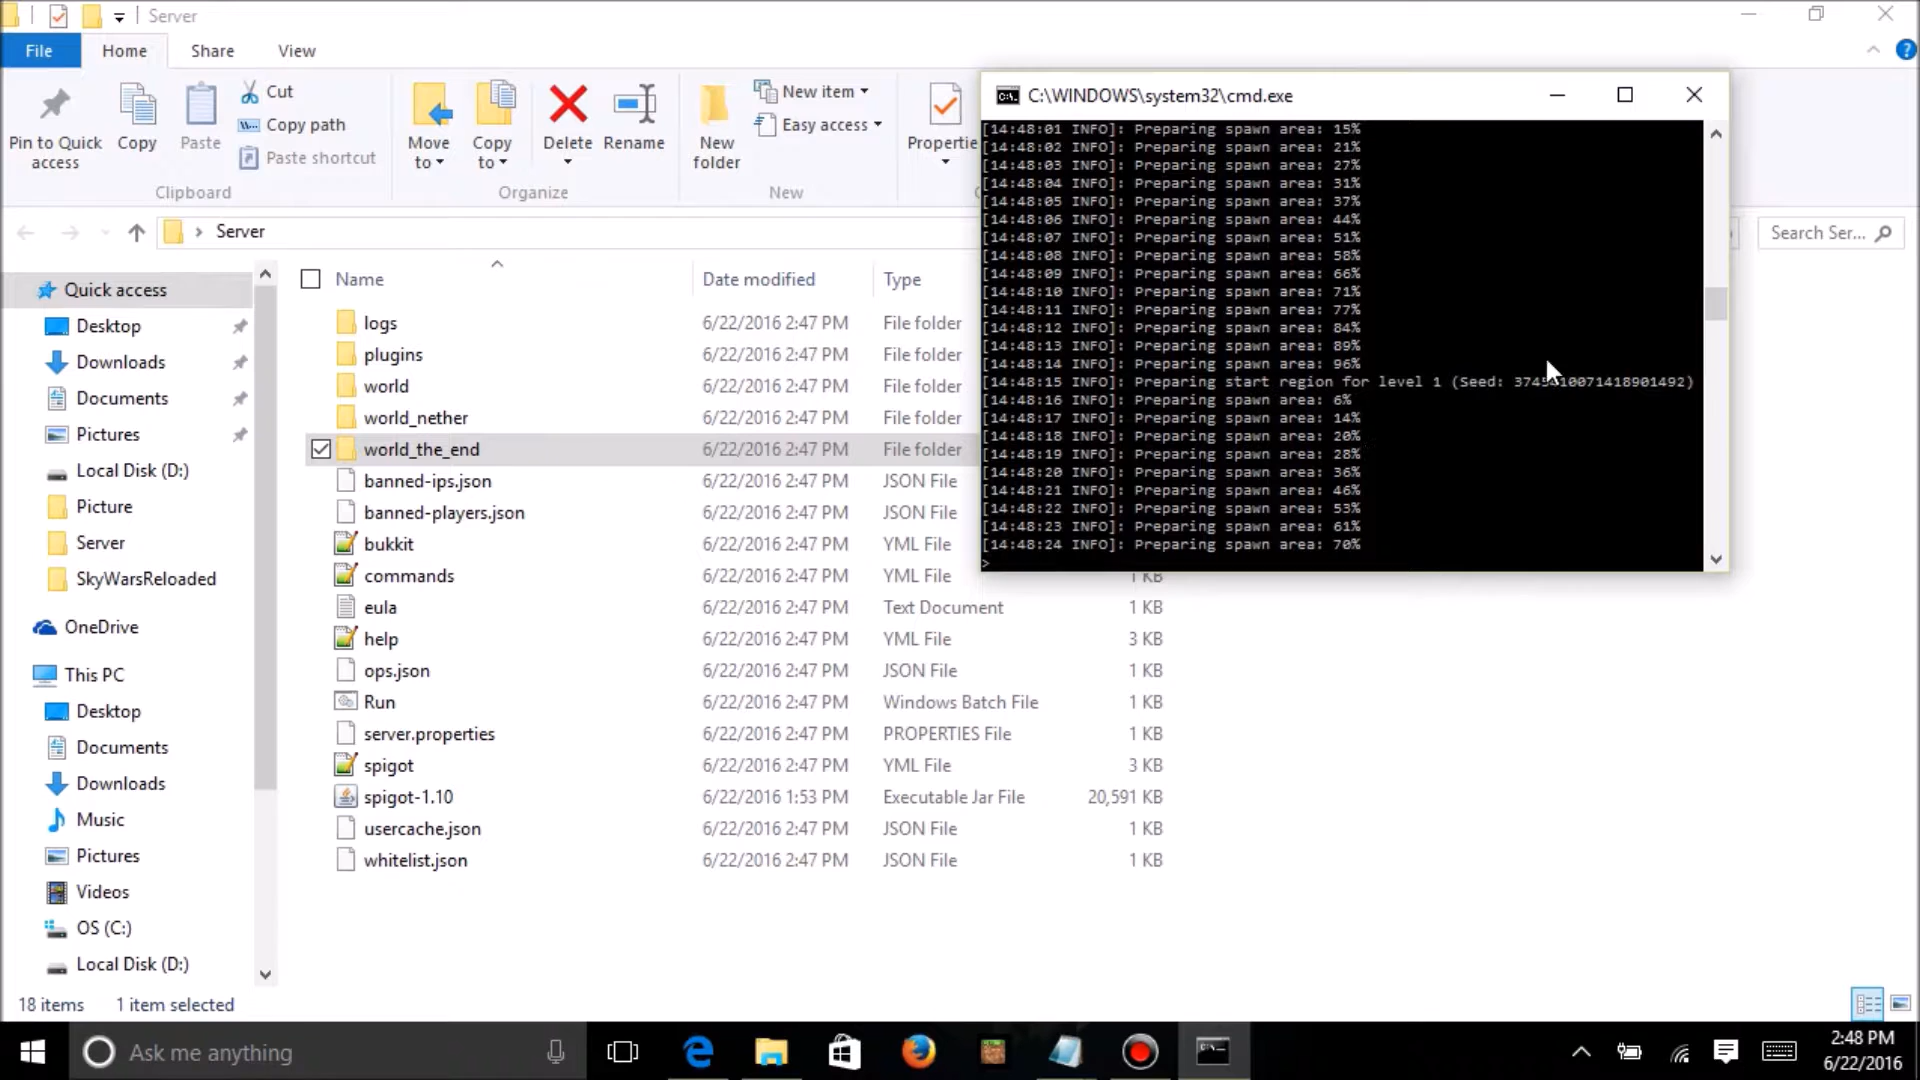 Server
File Home Share View
Pin to Quick access
Copy
Paste
Cut
Copy path
Paste shortcut
Clipboard
Move to
Copy to
Delete
Rename
Organize
New folder
New item
Easy access
New
Propertie
Server
Search Ser...
C:\WINDOWS\system32\cmd.exe
[14:48:01 INFO]: Preparing spawn area: 15%
[14:48:02 INFO]: Preparing spawn area: 21%
[14:48:03 INFO]: Preparing spawn area: 27%
[14:48:04 INFO]: Preparing spawn area: 31%
[14:48:05 INFO]: Preparing spawn area: 37%
[14:48:06 INFO]: Preparing spawn area: 44%
[14:48:07 INFO]: Preparing spawn area: 51%
[14:48:08 INFO]: Preparing spawn area: 58%
[14:48:09 INFO]: Preparing spawn area: 66%
[14:48:10 INFO]: Preparing spawn area: 71%
[14:48:11 INFO]: Preparing spawn area: 77%
[14:48:12 INFO]: Preparing spawn area: 84%
[14:48:13 INFO]: Preparing spawn area: 89%
[14:48:14 INFO]: Preparing spawn area: 96%
[14:48:15 INFO]: Preparing start region for level 1 (Seed:
[14:48:16 INFO]: Preparing spawn area: 6%
[14:48:17 INFO]: Preparing spawn area: 14%
[14:48:18 INFO]: Preparing spawn area: 20%
[14:48:19 INFO]: Preparing spawn area: 28%
[14:48:20 INFO]: Preparing spawn area: 36%
[14:48:21 INFO]: Preparing spawn area: 46%
[14:48:22 INFO]: Preparing spawn area: 53%
[14:48:23 INFO]: Preparing spawn area: 61%
[14:48:24 INFO]: Preparing spawn area: 70%
>
Quick access
Desktop
Downloads
Documents
Pictures
Local Disk (D:)
Picture
Server
SkyWarsReloaded
OneDrive
This PC
Desktop
Documents
Downloads
Music
Pictures
Videos
OS (C:)
Local Disk (D:)
Name Date modified Type
logs 6/22/2016 2:47 PM File folder
plugins 6/22/2016 2:47 PM File folder
world 6/22/2016 2:47 PM File folder
world_nether 6/22/2016 2:47 PM File folder
world_the_end 6/22/2016 2:47 PM File folder
banned-ips.json 6/22/2016 2:47 PM JSON File
banned-players.json 6/22/2016 2:47 PM JSON File
bukkit 6/22/2016 2:47 PM YML File
commands 6/22/2016 2:47 PM YML File 1 KB
eula 6/22/2016 2:47 PM Text Document 1 KB
help 6/22/2016 2:47 PM YML File 3 KB
ops.json 6/22/2016 2:47 PM JSON File 1 KB
Run 6/22/2016 2:47 PM Windows Batch File 1 KB
server.properties 6/22/2016 2:47 PM PROPERTIES File 1 KB
spigot 6/22/2016 2:47 PM YML File 3 KB
spigot-1.10 6/22/2016 1:53 PM Executable Jar File 20,591 KB
usercache.json 6/22/2016 2:47 PM JSON File 1 KB
whitelist.json 6/22/2016 2:47 PM JSON File 1 KB
18 items 1 item selected
Ask me anything
2:48 PM
6/22/2016